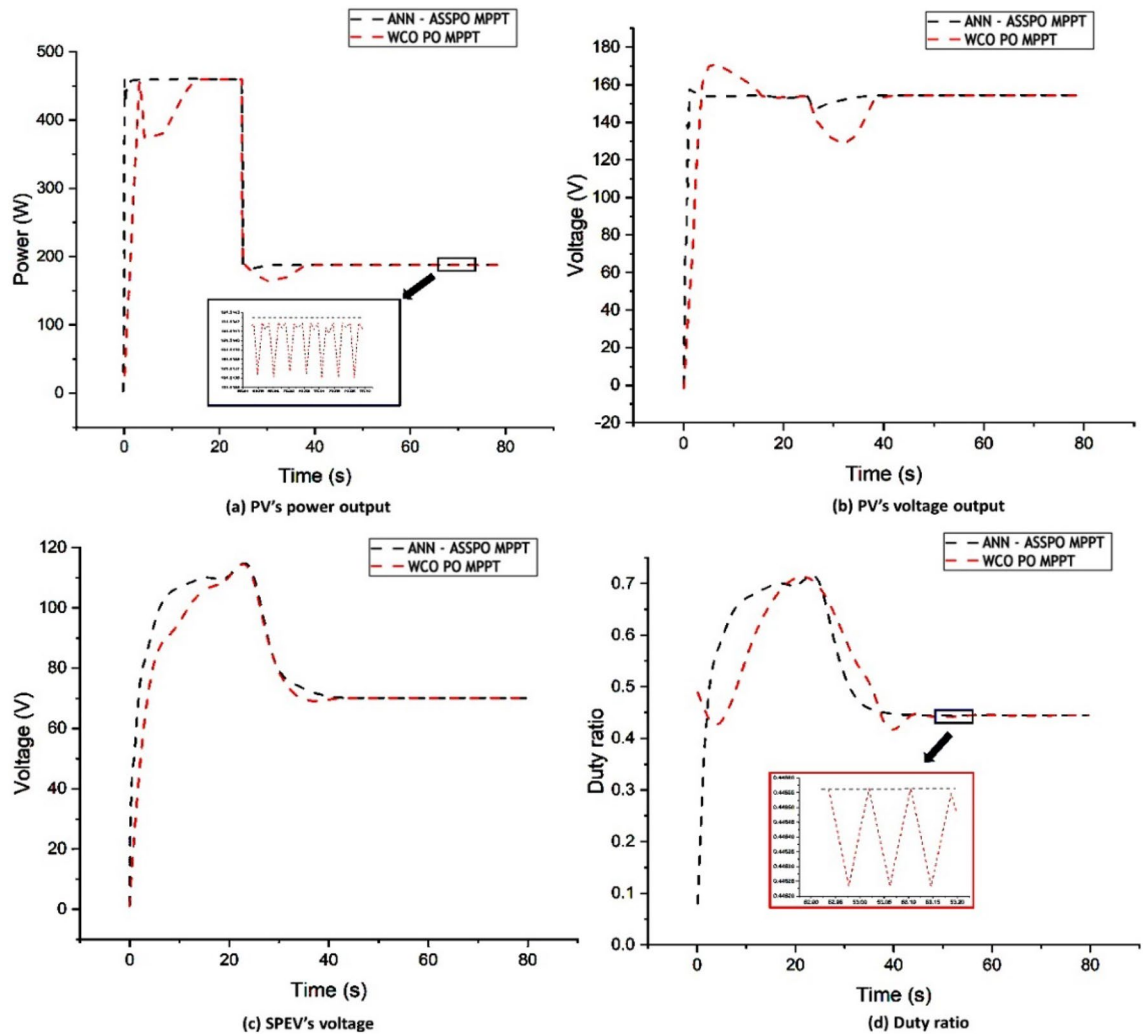 ANN - ASSPO MPPT
WCO PO MPPT
500
400
300
200
100
0
Power (W)
0 20 40 60 80
Time (s)
(a) PV's power output
ANN - ASSPO MPPT
WCO PO MPPT
180
160
140
120
100
80
60
40
20
0
-20
Voltage (V)
0 20 40 60 80
Time (s)
(b) PV's voltage output
ANN - ASSPO MPPT
WCO PO MPPT
120
100
80
60
40
20
0
Voltage (V)
0 20 40 60 80
Time (s)
(c) SPEV's voltage
ANN - ASSPO MPPT
WCO PO MPPT
0.7
0.6
0.5
0.4
0.3
0.2
0.1
0.0
Duty ratio
0 20 40 60 80
Time (s)
(d) Duty ratio